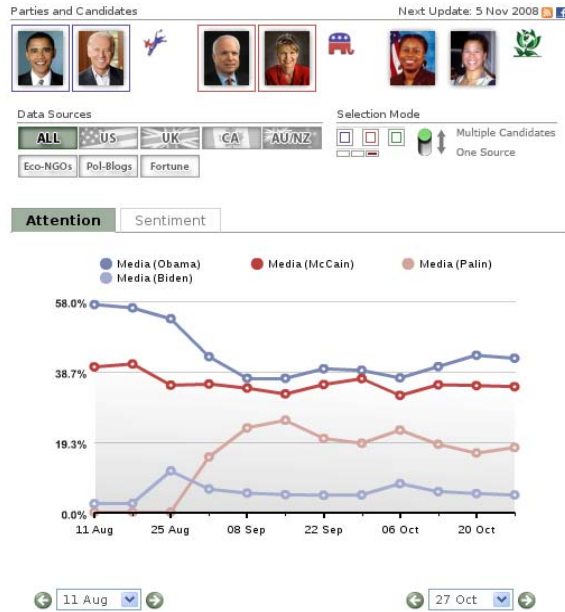 Parties and Candidates Next Update: 5 Nov 2008
Data Sources Selection Mode
ALL US UK CA AU/NZ Multiple Candidates
One Source
Eco-NGOs Pol-Blogs Fortune
Attention Sentiment
Media (Obama) Media (McCain) Media (Palin)
Media (Biden)
58.0%
38.7%
19.3%
0.0%
11 Aug 25 Aug 08 Sep 22 Sep 06 Oct 20 Oct
11 Aug 27 Oct